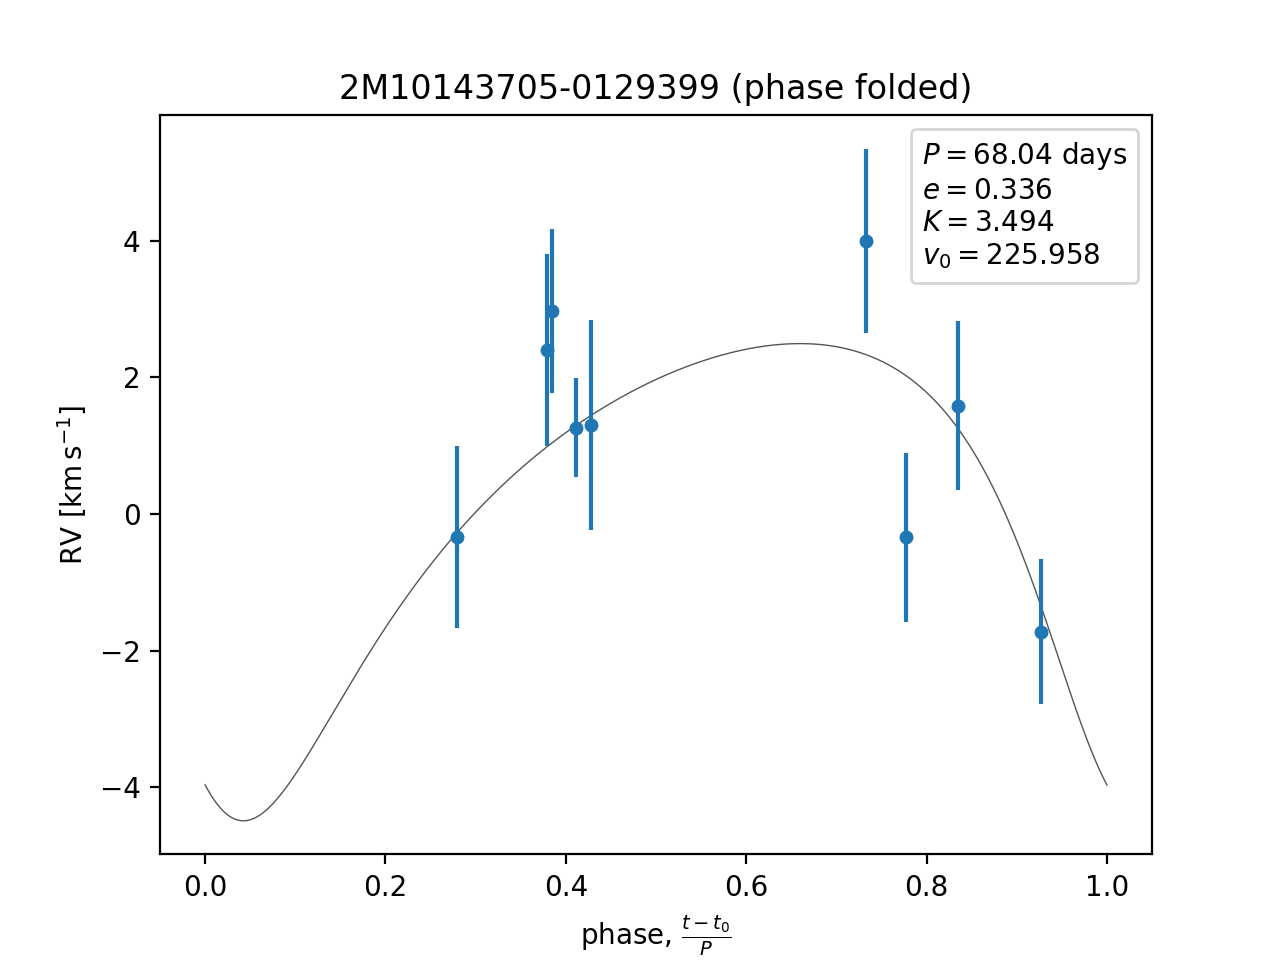 2M10143705-0129399 (phase folded)
P = 68.04 days
e = 0.336
K = 3.494
v₀ = 225.958
RV [km s⁻¹]
4
2
0
−2
−4
0.0 0.2 0.4 0.6 0.8 1.0
phase, (t − t₀)/P